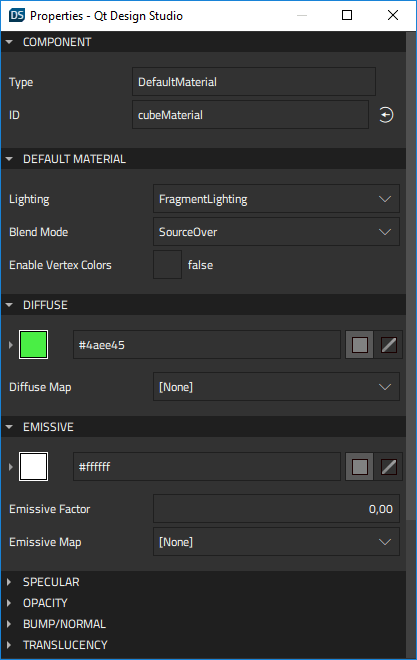 DS Properties - Qt Design Studio
COMPONENT
Type DefaultMaterial
ID cubeMaterial
DEFAULT MATERIAL
Lighting FragmentLighting
Blend Mode SourceOver
Enable Vertex Colors false
DIFFUSE
#4aee45
Diffuse Map [None]
EMISSIVE
#ffffff
Emissive Factor 0,00
Emissive Map [None]
SPECULAR
OPACITY
BUMP/NORMAL
TRANSLUCENCY